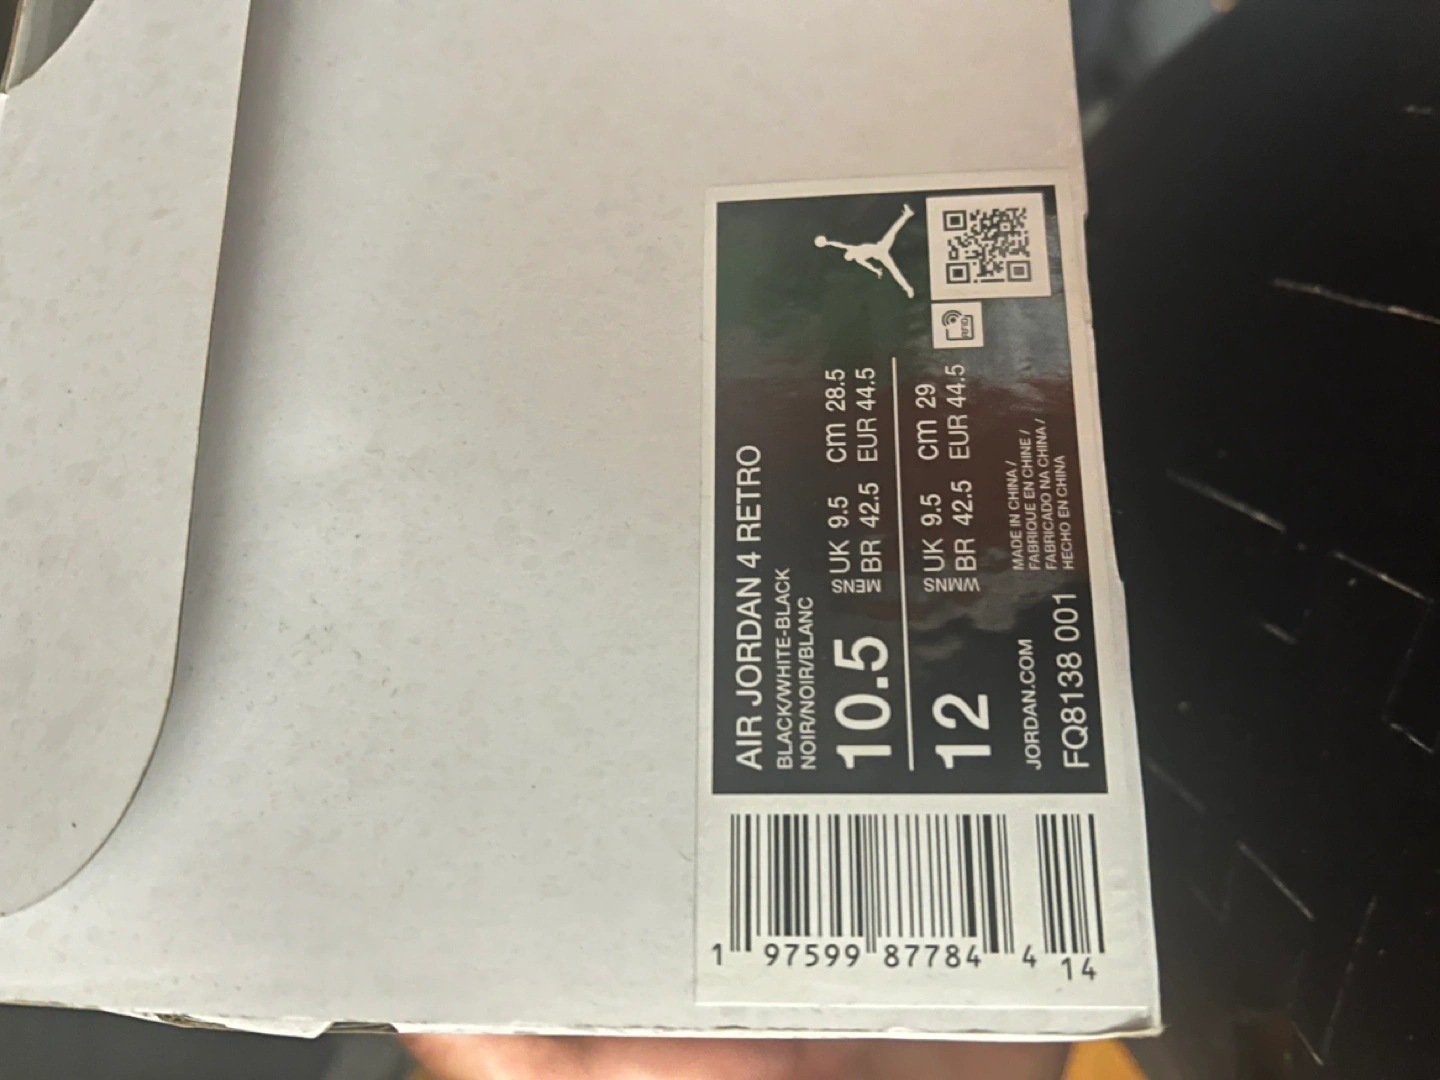 AIR JORDAN 4 RETRO
BLACK/WHITE-BLACK
NOIR/NOIR/BLANC
10.5
MENS
UK 9.5 cm 28.5
BR 42.5 EUR 44.5
12
WMNS
UK 9.5 cm 29
BR 42.5 EUR 44.5
RFID
JORDAN.COM
FQ8138 001
MADE IN CHINA /
FABRIQUE EN CHINE /
FABRICADO NA CHINA /
HECHO EN CHINA
1 97599 87784 4 14